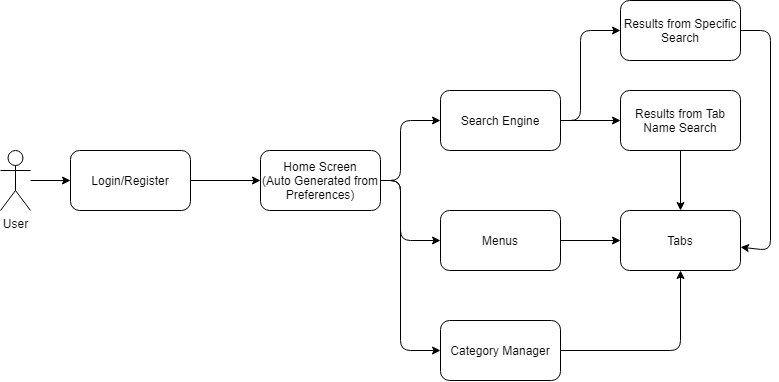 User
Login/Register
Home Screen
(Auto Generated from
Preferences)
Search Engine
Menus
Category Manager
Results from Specific
Search
Results from Tab
Name Search
Tabs